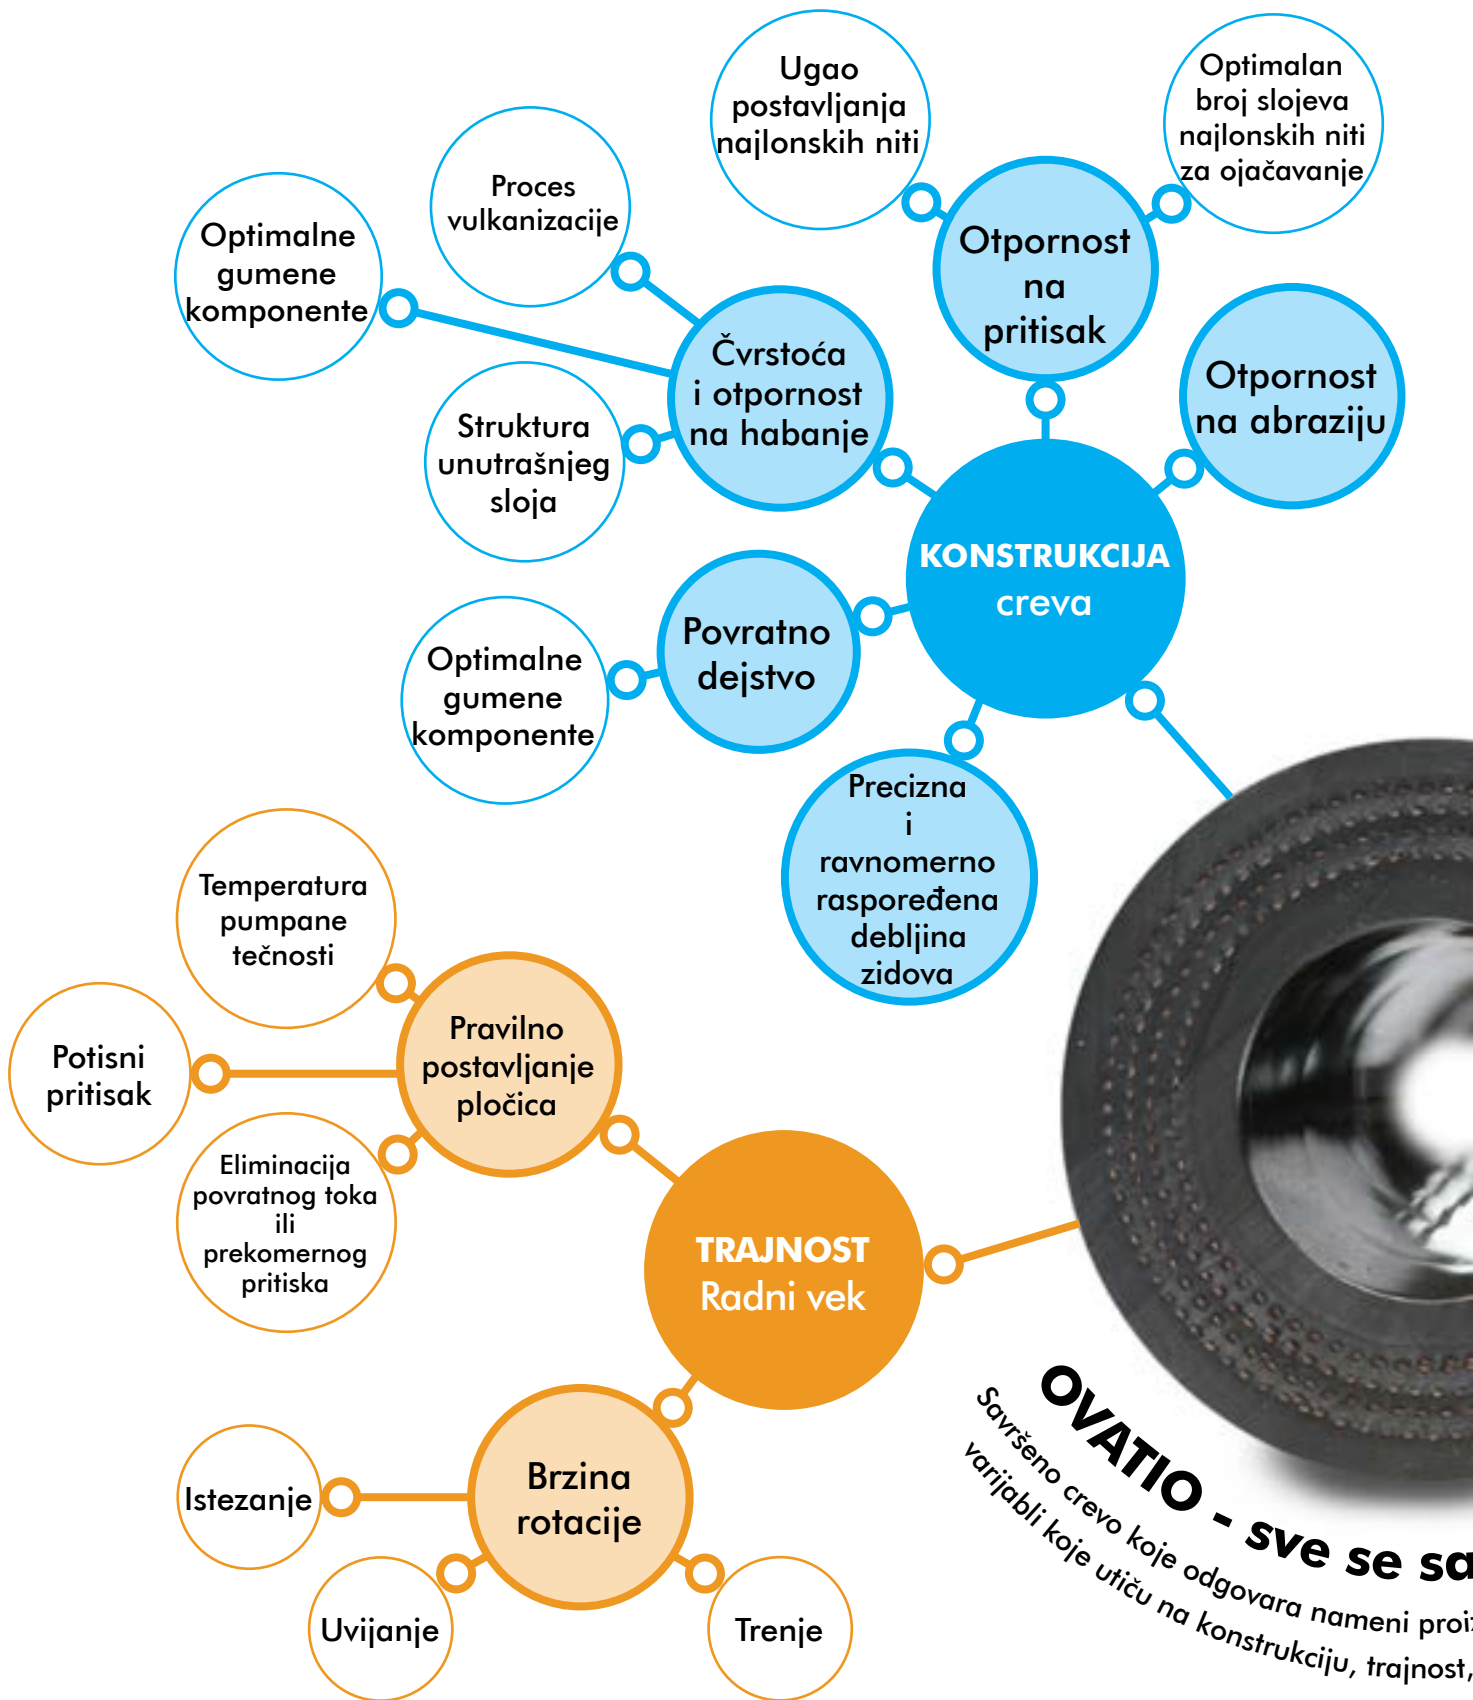 Ugao
postavljanja
najlonskih niti
Optimalan
broj slojeva
najlonskih niti
za ojačavanje
Proces
vulkanizacije
Optimalne
gumene
komponente
Otpornost
na
pritisak
Čvrstoća
i otpornost
na habanje
Otpornost
na abraziju
Struktura
unutrašnjeg
sloja
KONSTRUKCIJA
creva
Povratno
dejstvo
Optimalne
gumene
komponente
Precizna
i
ravnomerno
raspoređena
debljina
zidova
Temperatura
pumpane
tečnosti
Potisni
pritisak
Pravilno
postavljanje
pločica
Eliminacija
povratnog toka
ili
prekomernog
pritiska
TRAJNOST
Radni vek
Brzina
rotacije
Istezanje
Uvijanje
Trenje
OVATIO - sve se sa
Savršeno crevo koje odgovara nameni proi
varijabli koje utiču na konstrukciju, trajnost,